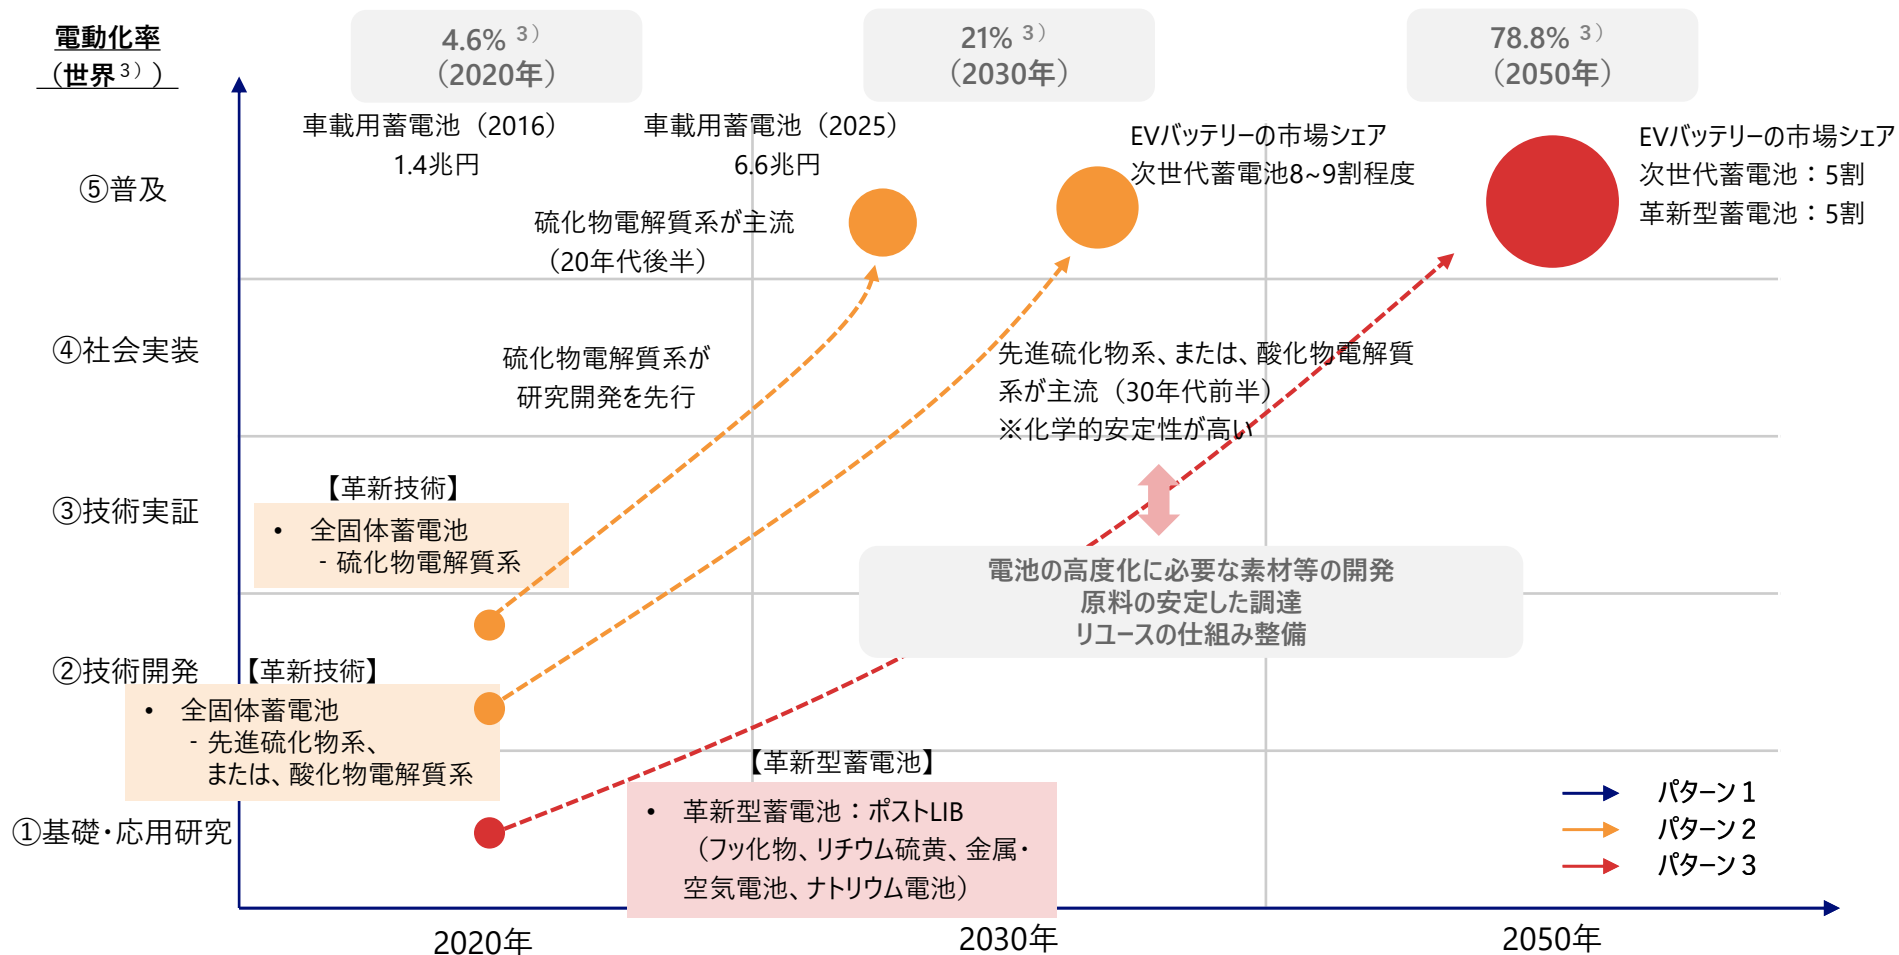 電動化率
（世界3））
4.6% 3）
（2020年）
21% 3）
（2030年）
78.8% 3）
（2050年）
車載用蓄電池（2016）
1.4兆円
車載用蓄電池（2025）
6.6兆円
EVバッテリーの市場シェア
次世代蓄電池8~9割程度
EVバッテリーの市場シェア
次世代蓄電池：5割
革新型蓄電池：5割
⑤普及
硫化物電解質系が主流
（20年代後半）
④社会実装
硫化物電解質系が
研究開発を先行
先進硫化物系、または、酸化物電解質
系が主流（30年代前半）
※化学的安定性が高い
③技術実証
【革新技術】
• 全固体蓄電池
- 硫化物電解質系
電池の高度化に必要な素材等の開発
原料の安定した調達
リユースの仕組み整備
②技術開発
【革新技術】
• 全固体蓄電池
- 先進硫化物系、
または、酸化物電解質系
①基礎・応用研究
【革新型蓄電池】
• 革新型蓄電池：ポストLIB
（フッ化物、リチウム硫黄、金属・
空気電池、ナトリウム電池）
パターン１
パターン２
パターン３
2020年
2030年
2050年